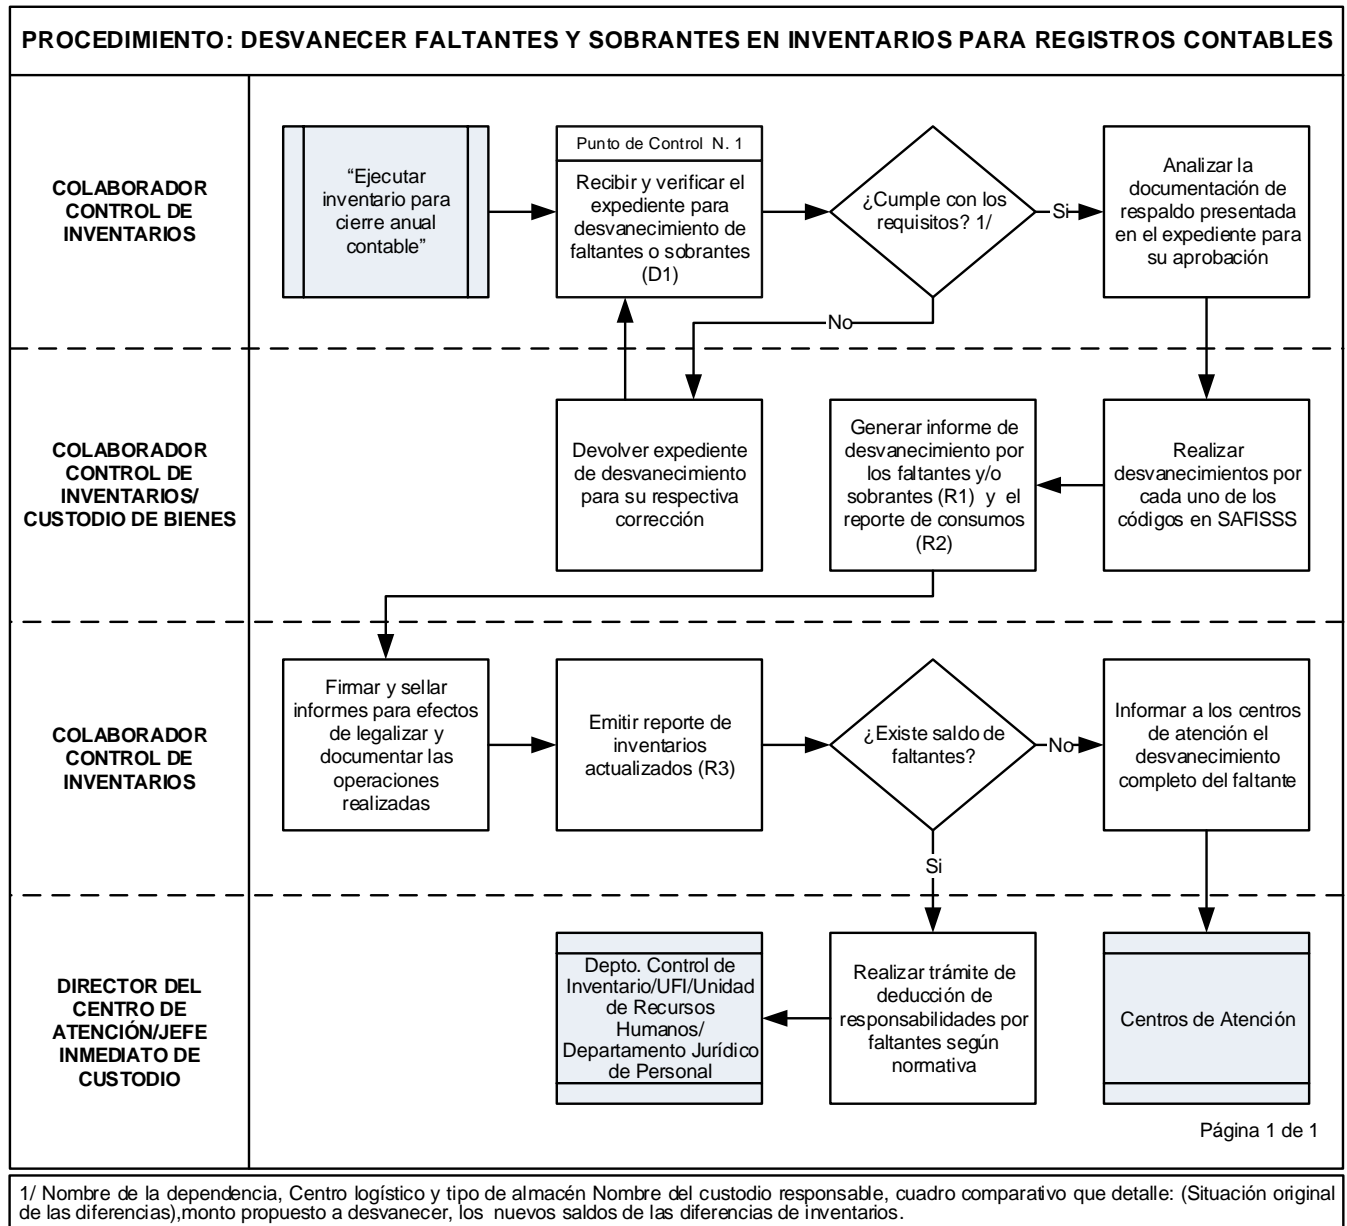 PROCEDIMIENTO: DESVANECER FALTANTES Y SOBRANTES EN INVENTARIOS PARA REGISTROS CONTABLES
COLABORADOR
CONTROL DE
INVENTARIOS
“Ejecutar
inventario para
cierre anual
contable”
Punto de Control N. 1
Recibir y verificar el
expediente para
desvanecimiento de
faltantes o sobrantes
(D1)
¿Cumple con los
requisitos? 1/
Si
Analizar la
documentación de
respaldo presentada
en el expediente para
su aprobación
No
COLABORADOR
CONTROL DE
INVENTARIOS/
CUSTODIO DE BIENES
Devolver expediente
de desvanecimiento
para su respectiva
corrección
Generar informe de
desvanecimiento por
los faltantes y/o
sobrantes (R1) y el
reporte de consumos
(R2)
Realizar
desvanecimientos por
cada uno de los
códigos en SAFISSS
COLABORADOR
CONTROL DE
INVENTARIOS
Firmar y sellar
informes para efectos
de legalizar y
documentar las
operaciones
realizadas
Emitir reporte de
inventarios
actualizados (R3)
¿Existe saldo de
faltantes?
No
Informar a los centros
de atención el
desvanecimiento
completo del faltante
Si
DIRECTOR DEL
CENTRO DE
ATENCIÓN/JEFE
INMEDIATO DE
CUSTODIO
Depto. Control de
Inventario/UFI/Unidad
de Recursos
Humanos/
Departamento Jurídico
de Personal
Realizar trámite de
deducción de
responsabilidades por
faltantes según
normativa
Centros de Atención
Página 1 de 1
1/ Nombre de la dependencia, Centro logístico y tipo de almacén Nombre del custodio responsable, cuadro comparativo que detalle: (Situación original
de las diferencias),monto propuesto a desvanecer, los nuevos saldos de las diferencias de inventarios.